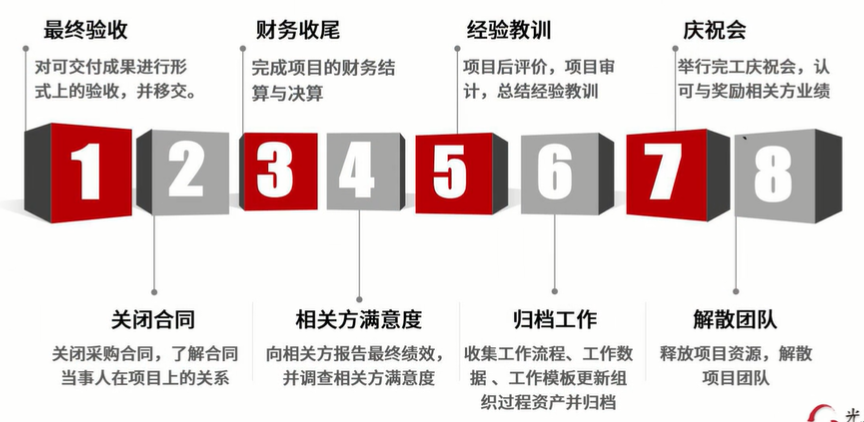 最终验收
对可交付成果进行形
式上的验收，并移交。
财务收尾
完成项目的财务结
算与决算
经验教训
项目后评价，项目审
计，总结经验教训
庆祝会
举行完工庆祝会，认
可与奖励相关方业绩
1
2
3
4
5
6
7
8
关闭合同
关闭采购合同，了解合同
当事人在项目上的关系
相关方满意度
向相关方报告最终绩效，
并调查相关方满意度
归档工作
收集工作流程、工作数
据 、工作模板更新组
织过程资产并归档
解散团队
释放项目资源，解散
项目团队